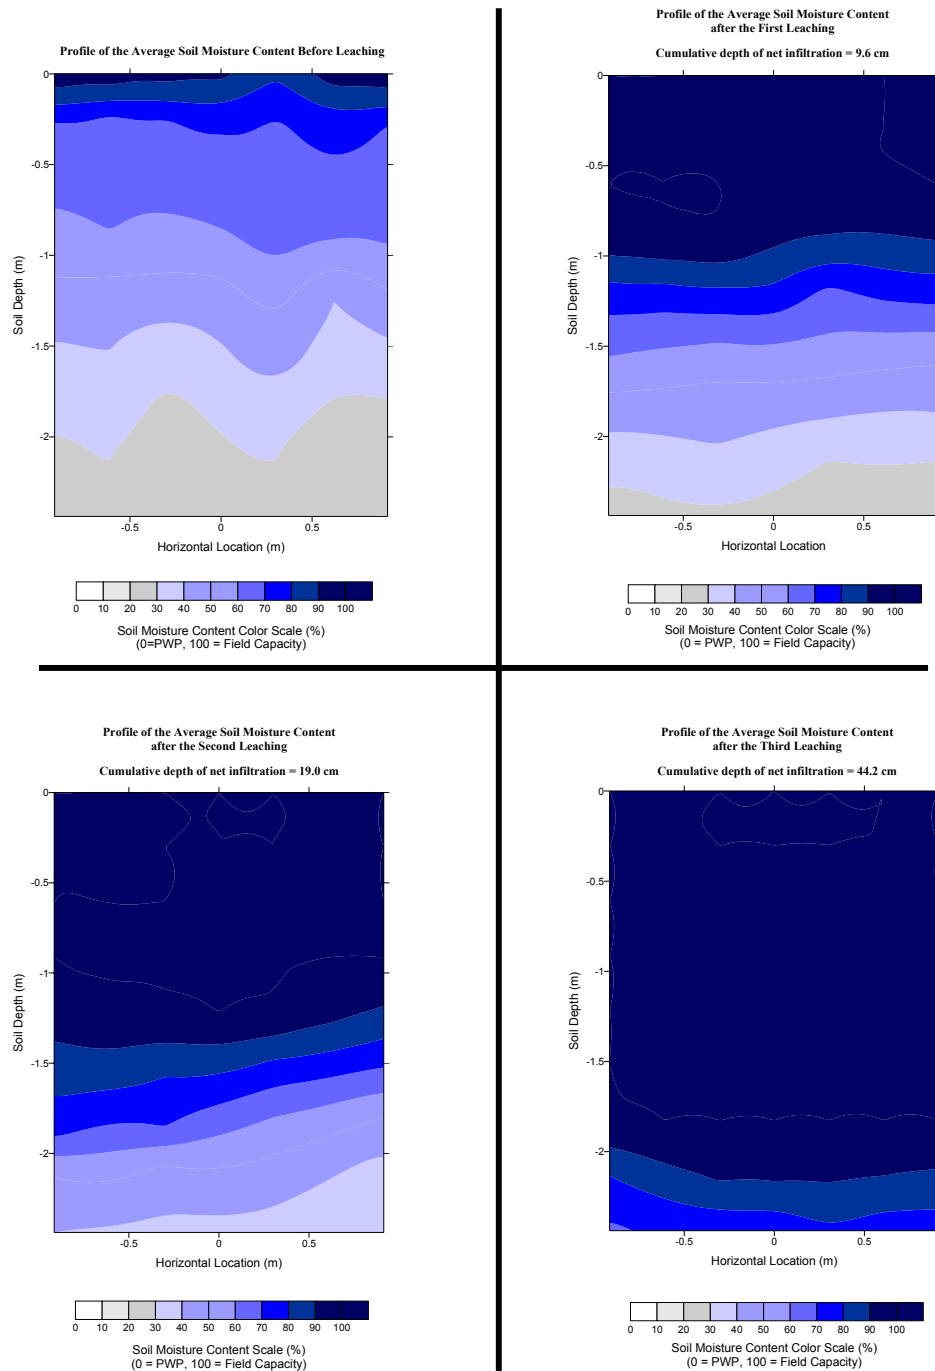 Profile of the Average Soil Moisture Content Before Leaching
0
-0.5
-1
-1.5
-2
Soil Depth (m)
-0.5 0 0.5
Horizontal Location (m)
0 10 20 30 40 50 60 70 80 90 100
Soil Moisture Content Color Scale (%)
(0=PWP, 100 = Field Capacity)
Profile of the Average Soil Moisture Content
after the First Leaching
Cumulative depth of net infiltration = 9.6 cm
0
-0.5
-1
-1.5
-2
Soil Depth (m)
-0.5 0 0.5
Horizontal Location
0 10 20 30 40 50 60 70 80 90 100
Soil Moisture Content Color Scale (%)
(0 = PWP, 100 = Field Capacity)
Profile of the Average Soil Moisture Content
after the Second Leaching
Cumulative depth of net infiltration = 19.0 cm
0
-0.5
-1
-1.5
-2
Soil Depth (m)
-0.5 0 0.5
Horizontal Location (m)
0 10 20 30 40 50 60 70 80 90 100
Soil Moisture Content Scale (%)
(0 = PWP, 100 = Field Capacity)
Profile of the Average Soil Moisture Content
after the Third Leaching
Cumulative depth of net infiltration = 44.2 cm
0
-0.5
-1
-1.5
-2
Soil Depth (m)
-0.5 0 0.5
Horizontal Location (m)
0 10 20 30 40 50 60 70 80 90 100
Soil Moisture Content Color Scale (%)
(0 = PWP, 100 = Field Capacity)